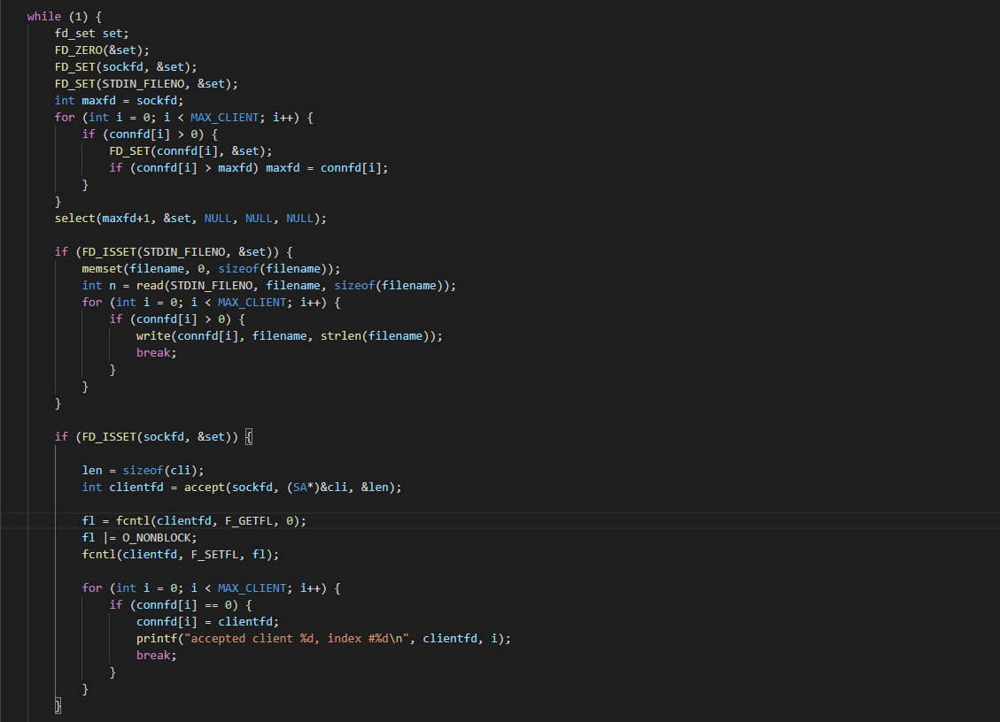 while (1) {
    fd_set set;
    FD_ZERO(&set);
    FD_SET(sockfd, &set);
    FD_SET(STDIN_FILENO, &set);
    int maxfd = sockfd;
    for (int i = 0; i < MAX_CLIENT; i++) {
        if (connfd[i] > 0) {
            FD_SET(connfd[i], &set);
            if (connfd[i] > maxfd) maxfd = connfd[i];
        }
    }
    select(maxfd+1, &set, NULL, NULL, NULL);

    if (FD_ISSET(STDIN_FILENO, &set)) {
        memset(filename, 0, sizeof(filename));
        int n = read(STDIN_FILENO, filename, sizeof(filename));
        for (int i = 0; i < MAX_CLIENT; i++) {
            if (connfd[i] > 0) {
                write(connfd[i], filename, strlen(filename));
                break;
            }
        }
    }

    if (FD_ISSET(sockfd, &set)) {

        len = sizeof(cli);
        int clientfd = accept(sockfd, (SA*)&cli, &len);

        fl = fcntl(clientfd, F_GETFL, 0);
        fl |= O_NONBLOCK;
        fcntl(clientfd, F_SETFL, fl);

        for (int i = 0; i < MAX_CLIENT; i++) {
            if (connfd[i] == 0) {
                connfd[i] = clientfd;
                printf("accepted client %d, index #%d\n", clientfd, i);
                break;
            }
        }
    }